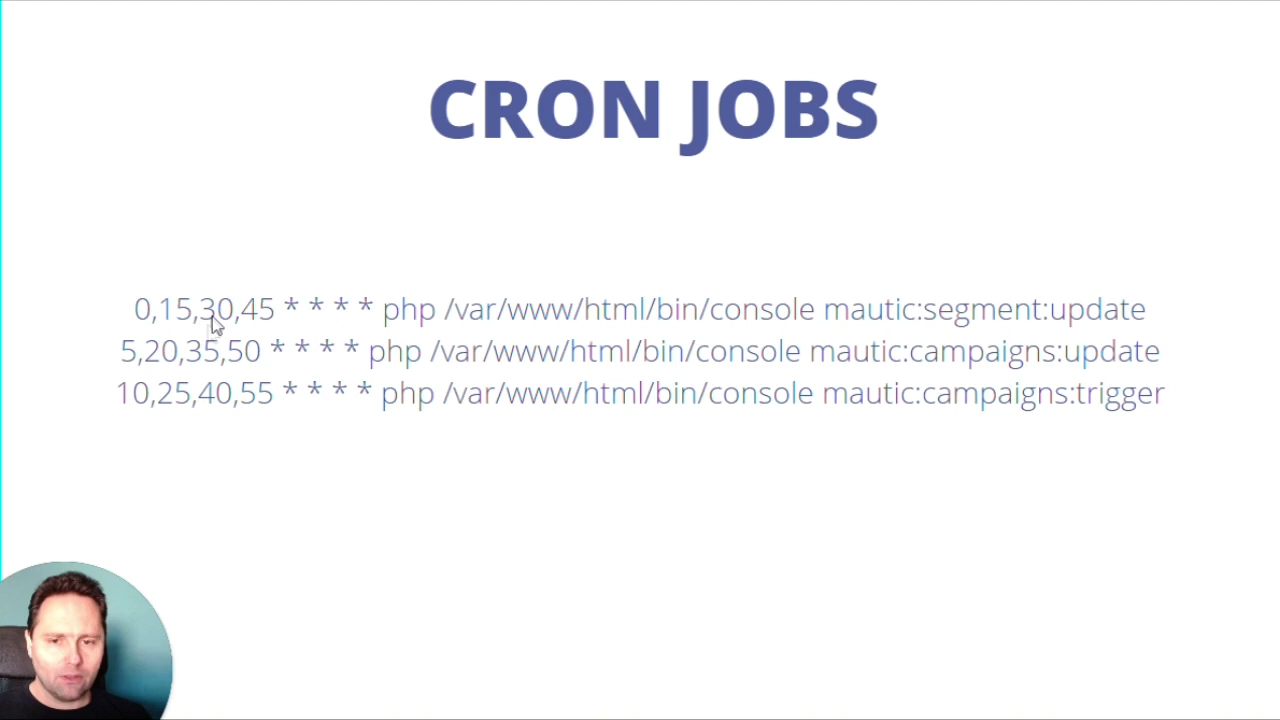 CRON JOBS
0,15,30,45 * * * * php /var/www/html/bin/console mautic:segment:update
5,20,35,50 * * * * php /var/www/html/bin/console mautic:campaigns:update
10,25,40,55 * * * * php /var/www/html/bin/console mautic:campaigns:trigger